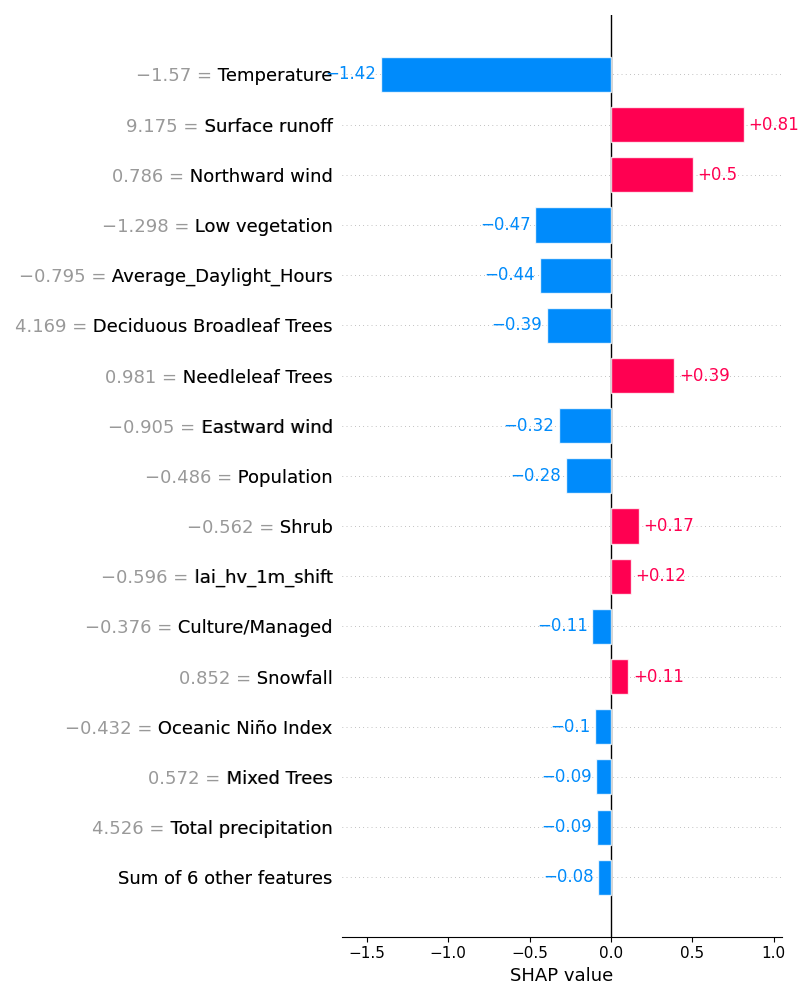 −1.57 = Temperature −1.42
9.175 = Surface runoff +0.81
0.786 = Northward wind +0.5
−1.298 = Low vegetation −0.47
−0.795 = Average_Daylight_Hours −0.44
4.169 = Deciduous Broadleaf Trees −0.39
0.981 = Needleleaf Trees +0.39
−0.905 = Eastward wind −0.32
−0.486 = Population −0.28
−0.562 = Shrub +0.17
−0.596 = lai_hv_1m_shift +0.12
−0.376 = Culture/Managed −0.11
0.852 = Snowfall +0.11
−0.432 = Oceanic Niño Index −0.1
0.572 = Mixed Trees −0.09
4.526 = Total precipitation −0.09
Sum of 6 other features −0.08
−1.5 −1.0 −0.5 0.0 0.5 1.0
SHAP value